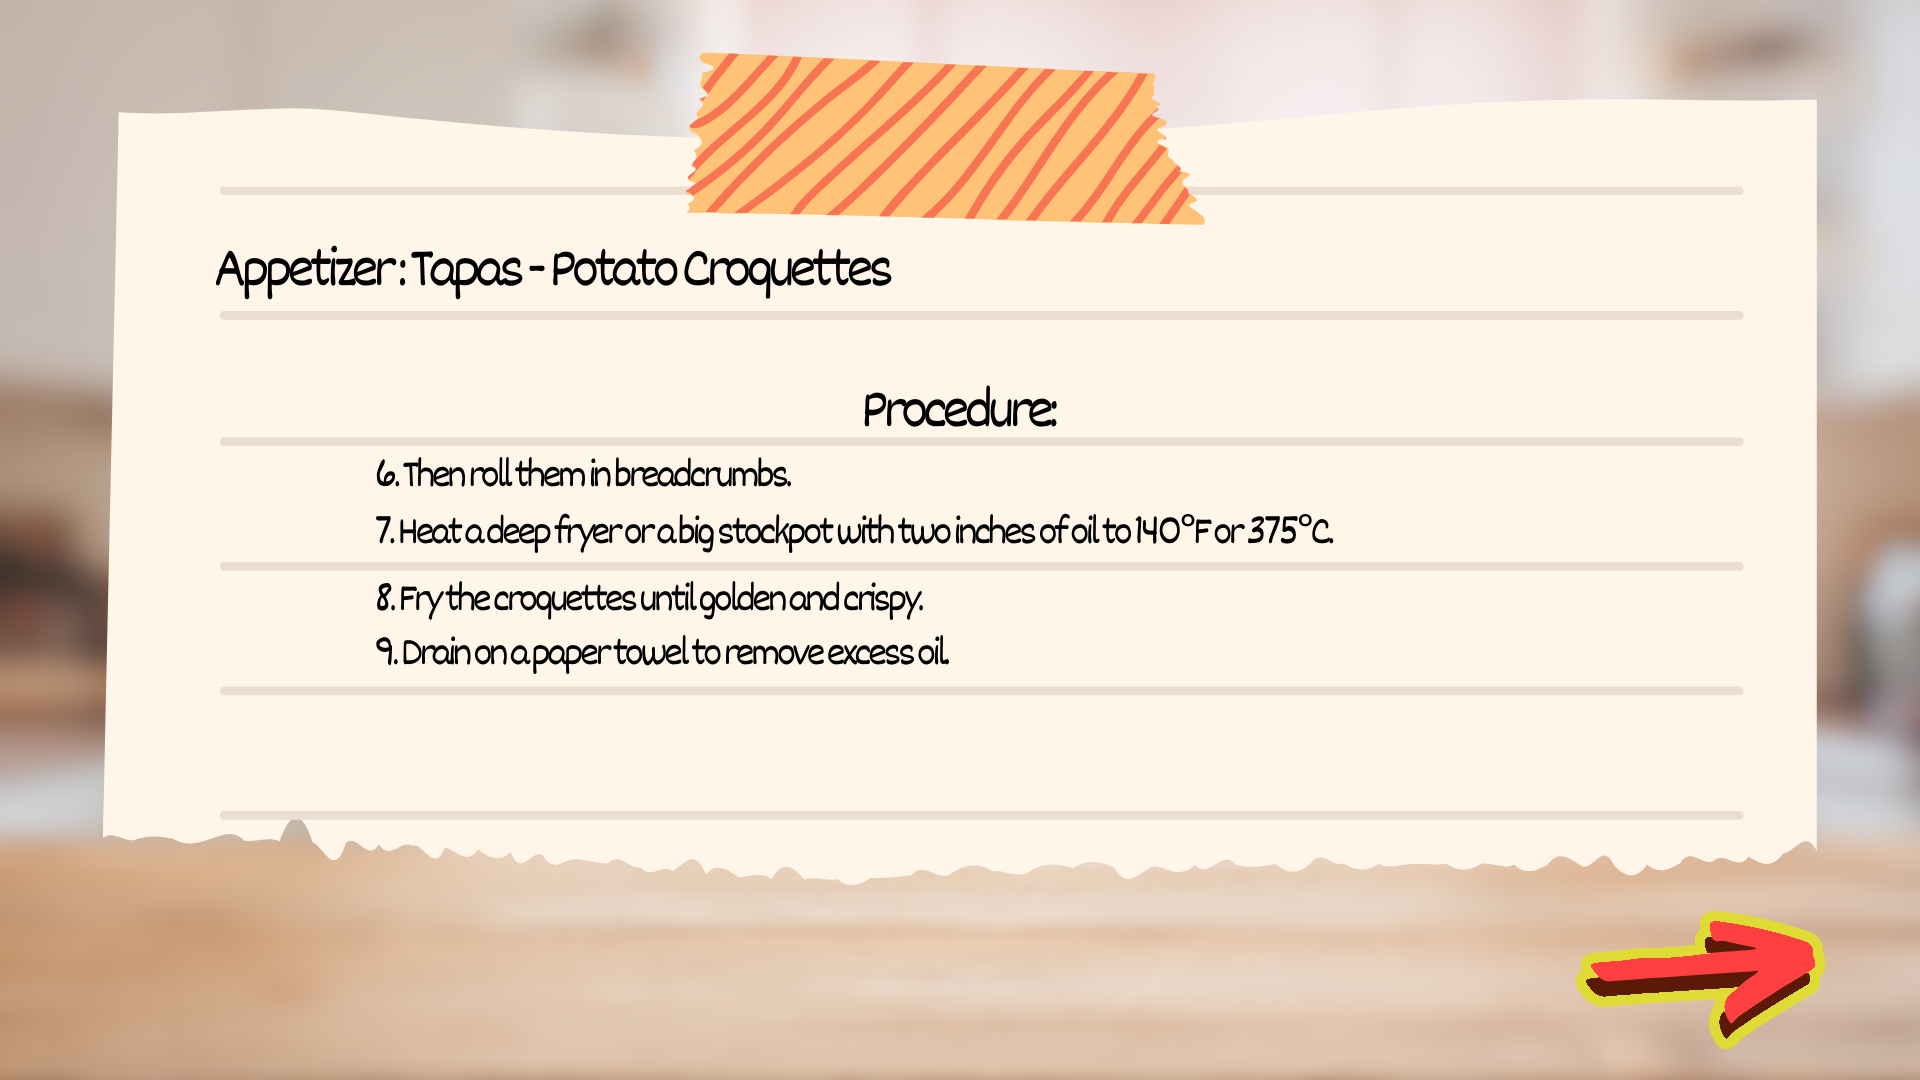 Appetizer: Tapas - Potato Croquettes
Procedure:
6. Then roll them in breadcrumbs.
7. Heat a deep fryer or a big stockpot with two inches of oil to 140°F or 375°C.
8. Fry the croquettes until golden and crispy.
9. Drain on a paper towel to remove excess oil.